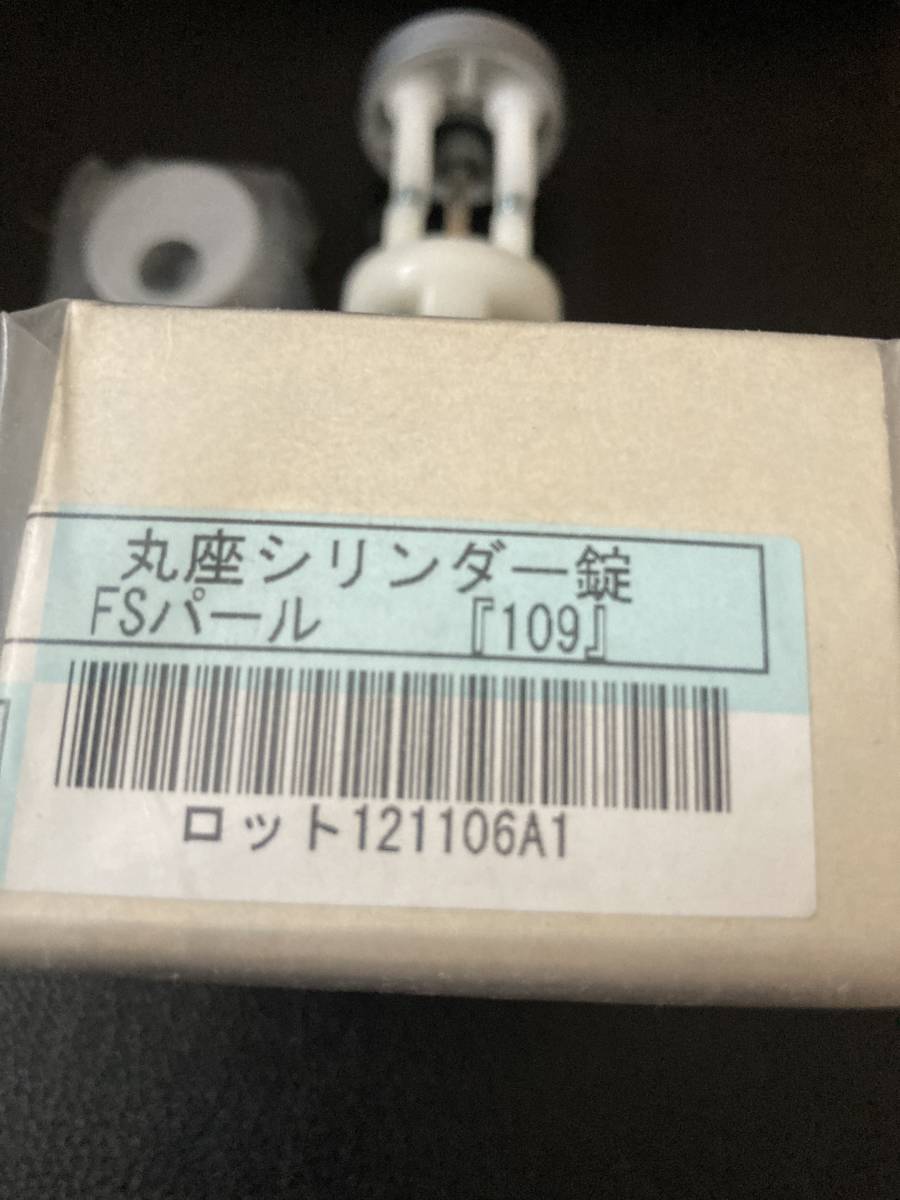 丸座シリンダー錠
FSパール 『109』
ロット121106A1